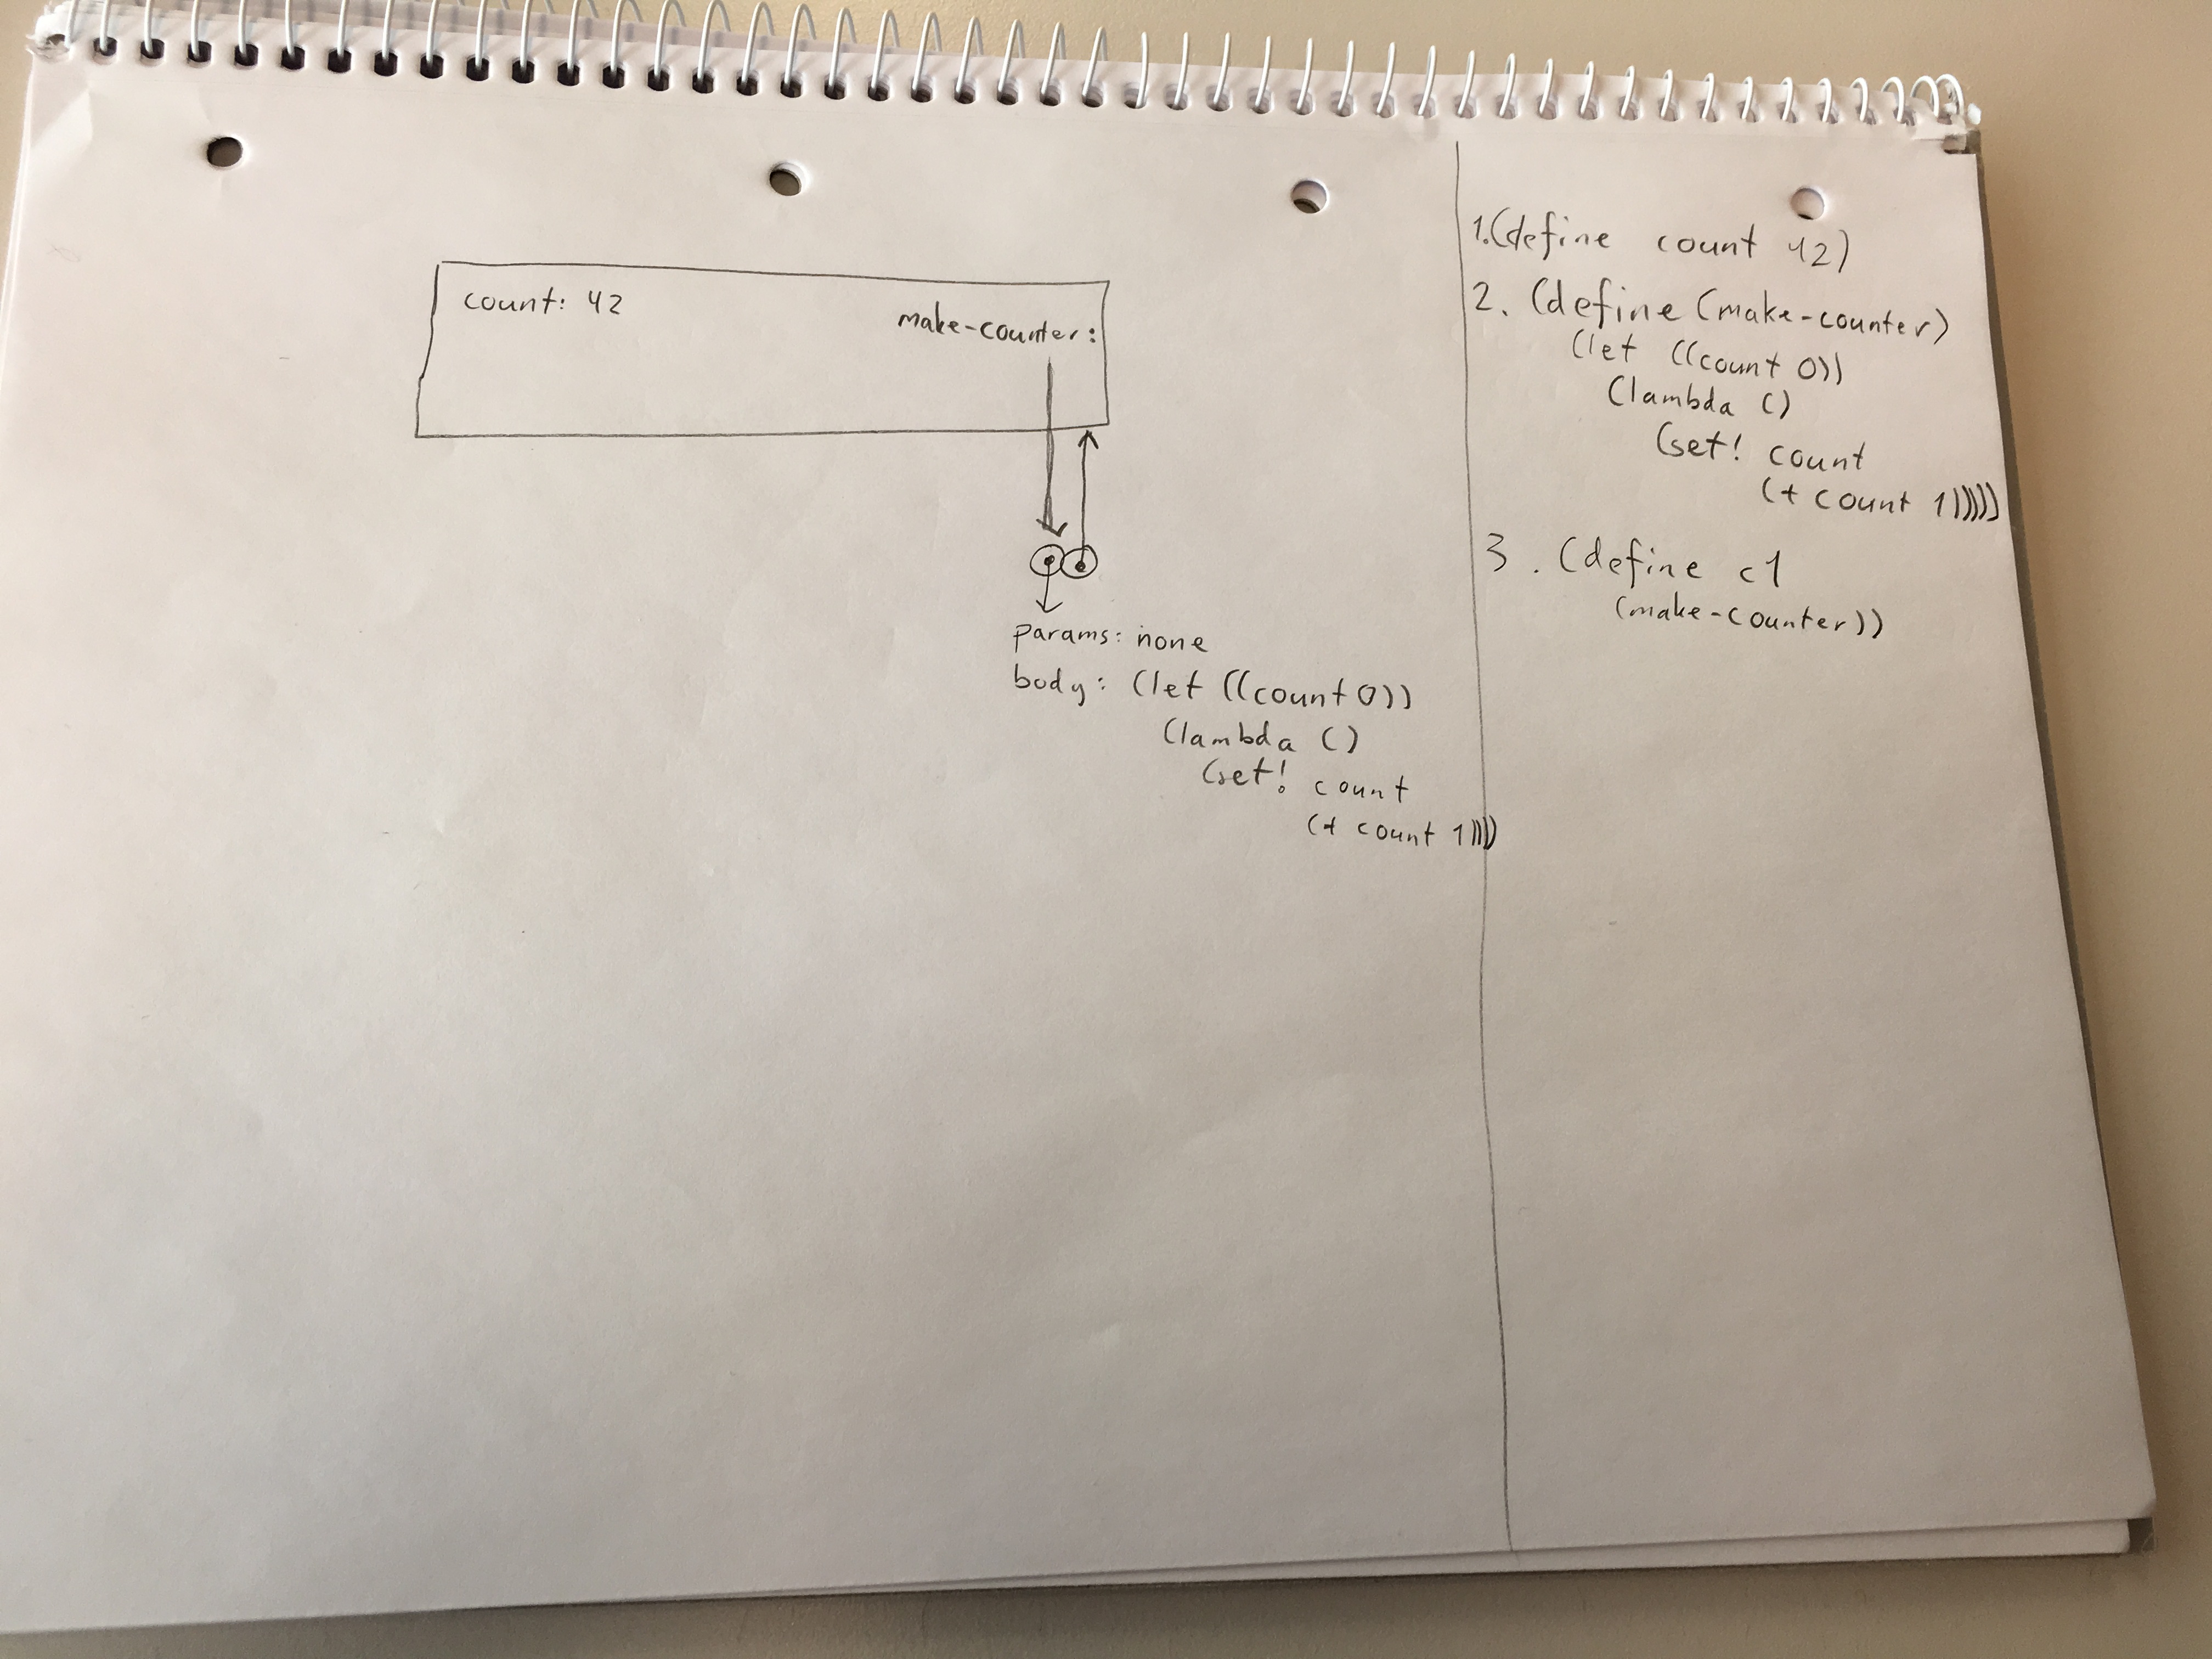 count: 42
make-counter:
params: none
body: (let ((count 0))
(lambda ()
(set! count
(+ count 1))))
1.(define count 42)
2. (define (make-counter)
(let ((count 0))
(lambda ()
(set! count
(+ count 1)))))
3. (define c1
(make-counter))